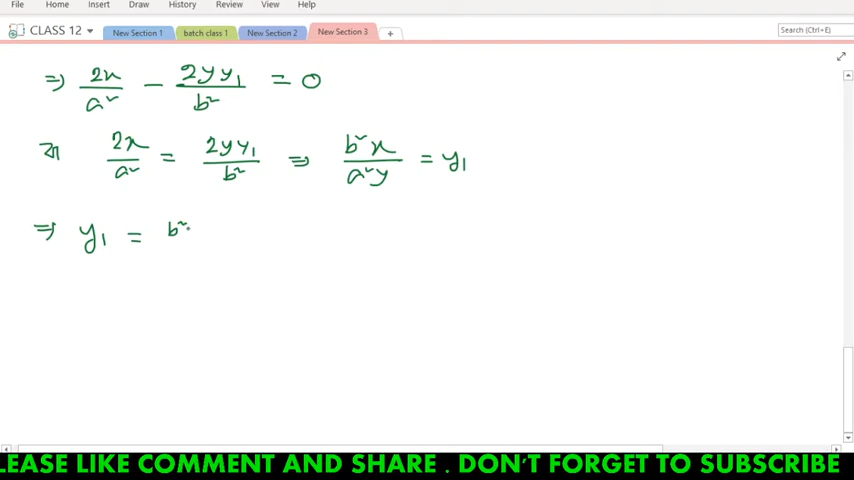 File Home Insert Draw History Review View Help
CLASS 12 New Section 1 batch class 1 New Section 2 New Section 3 + Search (Ctrl+E)
⇒ 2x/a² − 2yy₁/b² = 0
या 2x/a² = 2yy₁/b² ⇒ b²x/a²y = y₁
⇒ y₁ = b²
LEASE LIKE COMMENT AND SHARE . DON'T FORGET TO SUBSCRIBE